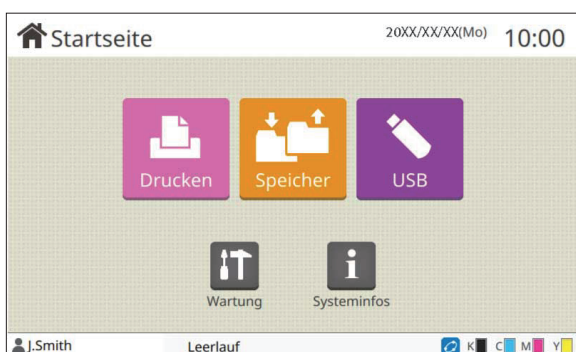 Startseite 20XX/XX/XX(Mo) 10:00
Drucken Speicher USB
Wartung Systeminfos
J.Smith Leerlauf K C M Y